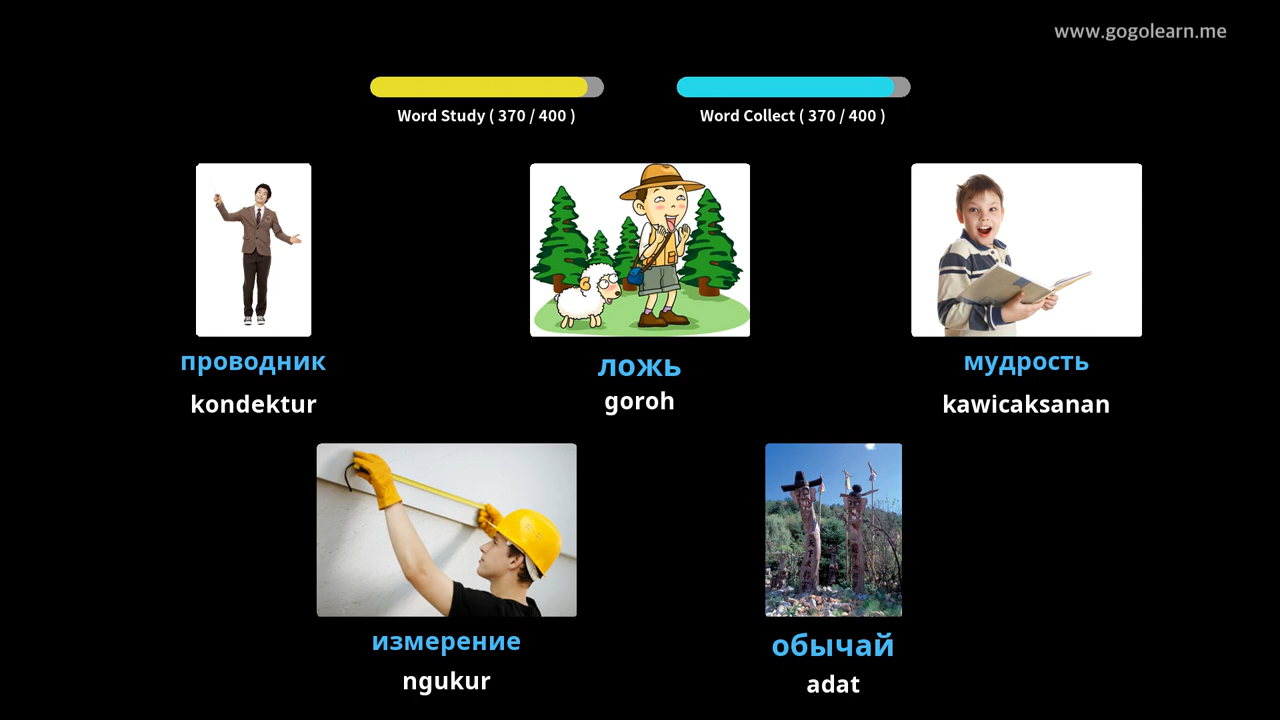 www.gogolearn.me
Word Study ( 370 / 400 )
Word Collect ( 370 / 400 )
проводник
kondektur
ложь
goroh
мудрость
kawicaksanan
измерение
ngukur
обычай
adat